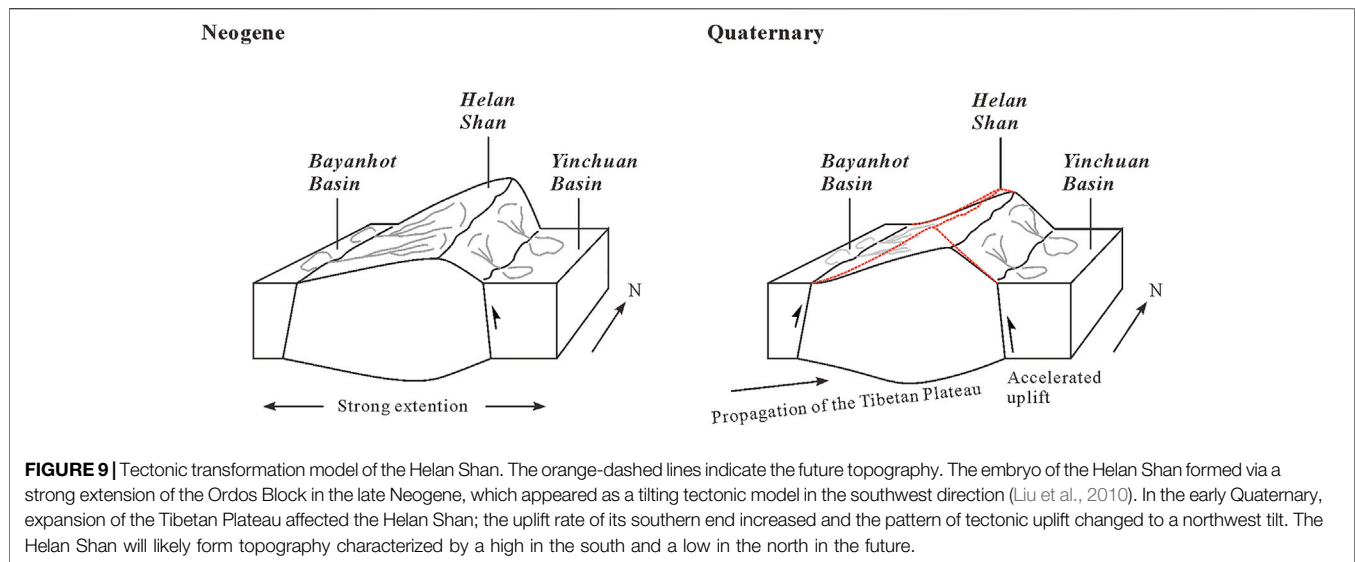 Neogene
Helan
Shan
Bayanhot
Basin
Yinchuan
Basin
N
Strong extention
Quaternary
Helan
Shan
Bayanhot
Basin
Yinchuan
Basin
N
Propagation of the Tibetan Plateau
Accelerated
uplift
FIGURE 9 | Tectonic transformation model of the Helan Shan. The orange-dashed lines indicate the future topography. The embryo of the Helan Shan formed via a
strong extension of the Ordos Block in the late Neogene, which appeared as a tilting tectonic model in the southwest direction (Liu et al., 2010). In the early Quaternary,
expansion of the Tibetan Plateau affected the Helan Shan; the uplift rate of its southern end increased and the pattern of tectonic uplift changed to a northwest tilt. The
Helan Shan will likely form topography characterized by a high in the south and a low in the north in the future.